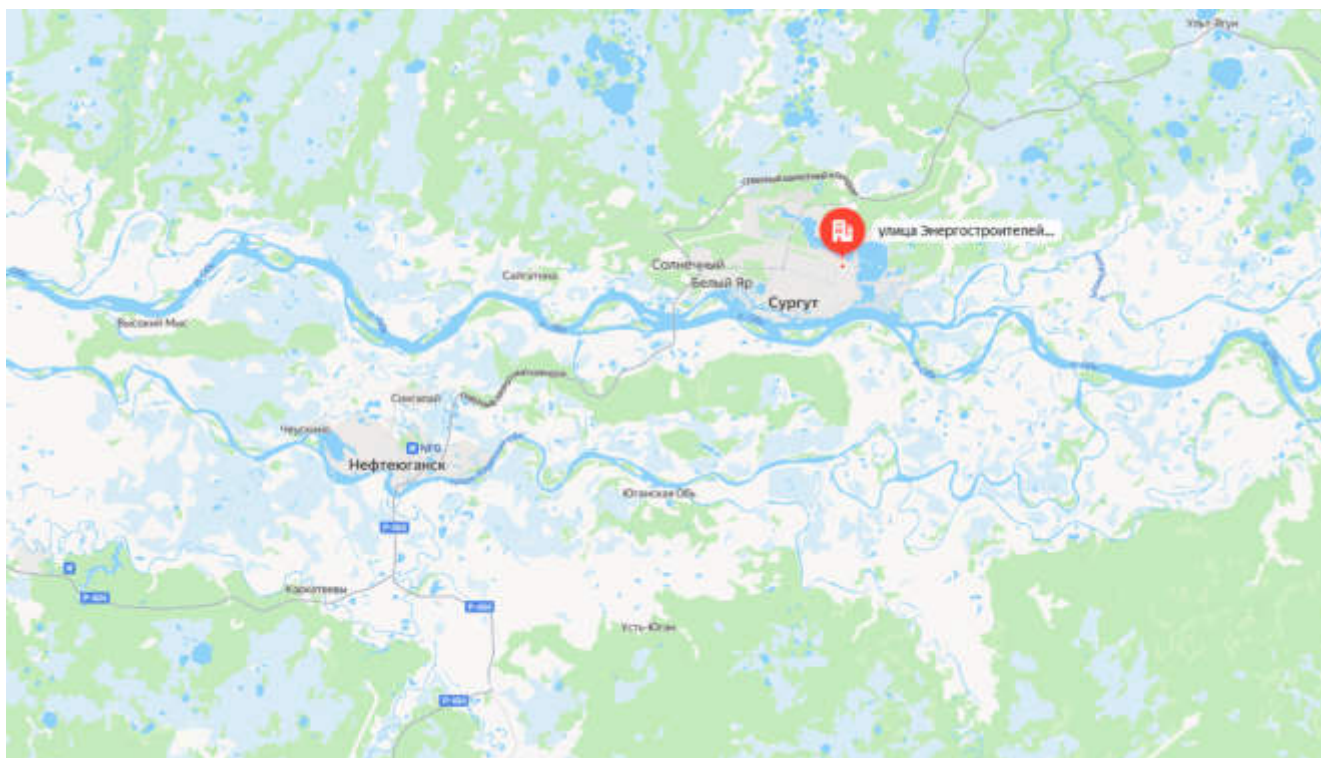 Ульт-Ягун
улица Энергостроителей...
Солнечный
Сайгатина
Белый Яр
Сургут
Высокий Мыс
Сингапай
Чеускино
NFG
Нефтеюганск
Юганская Обь
Каркатеевы
Р-404
Р-404
Усть-Юган
Р-404